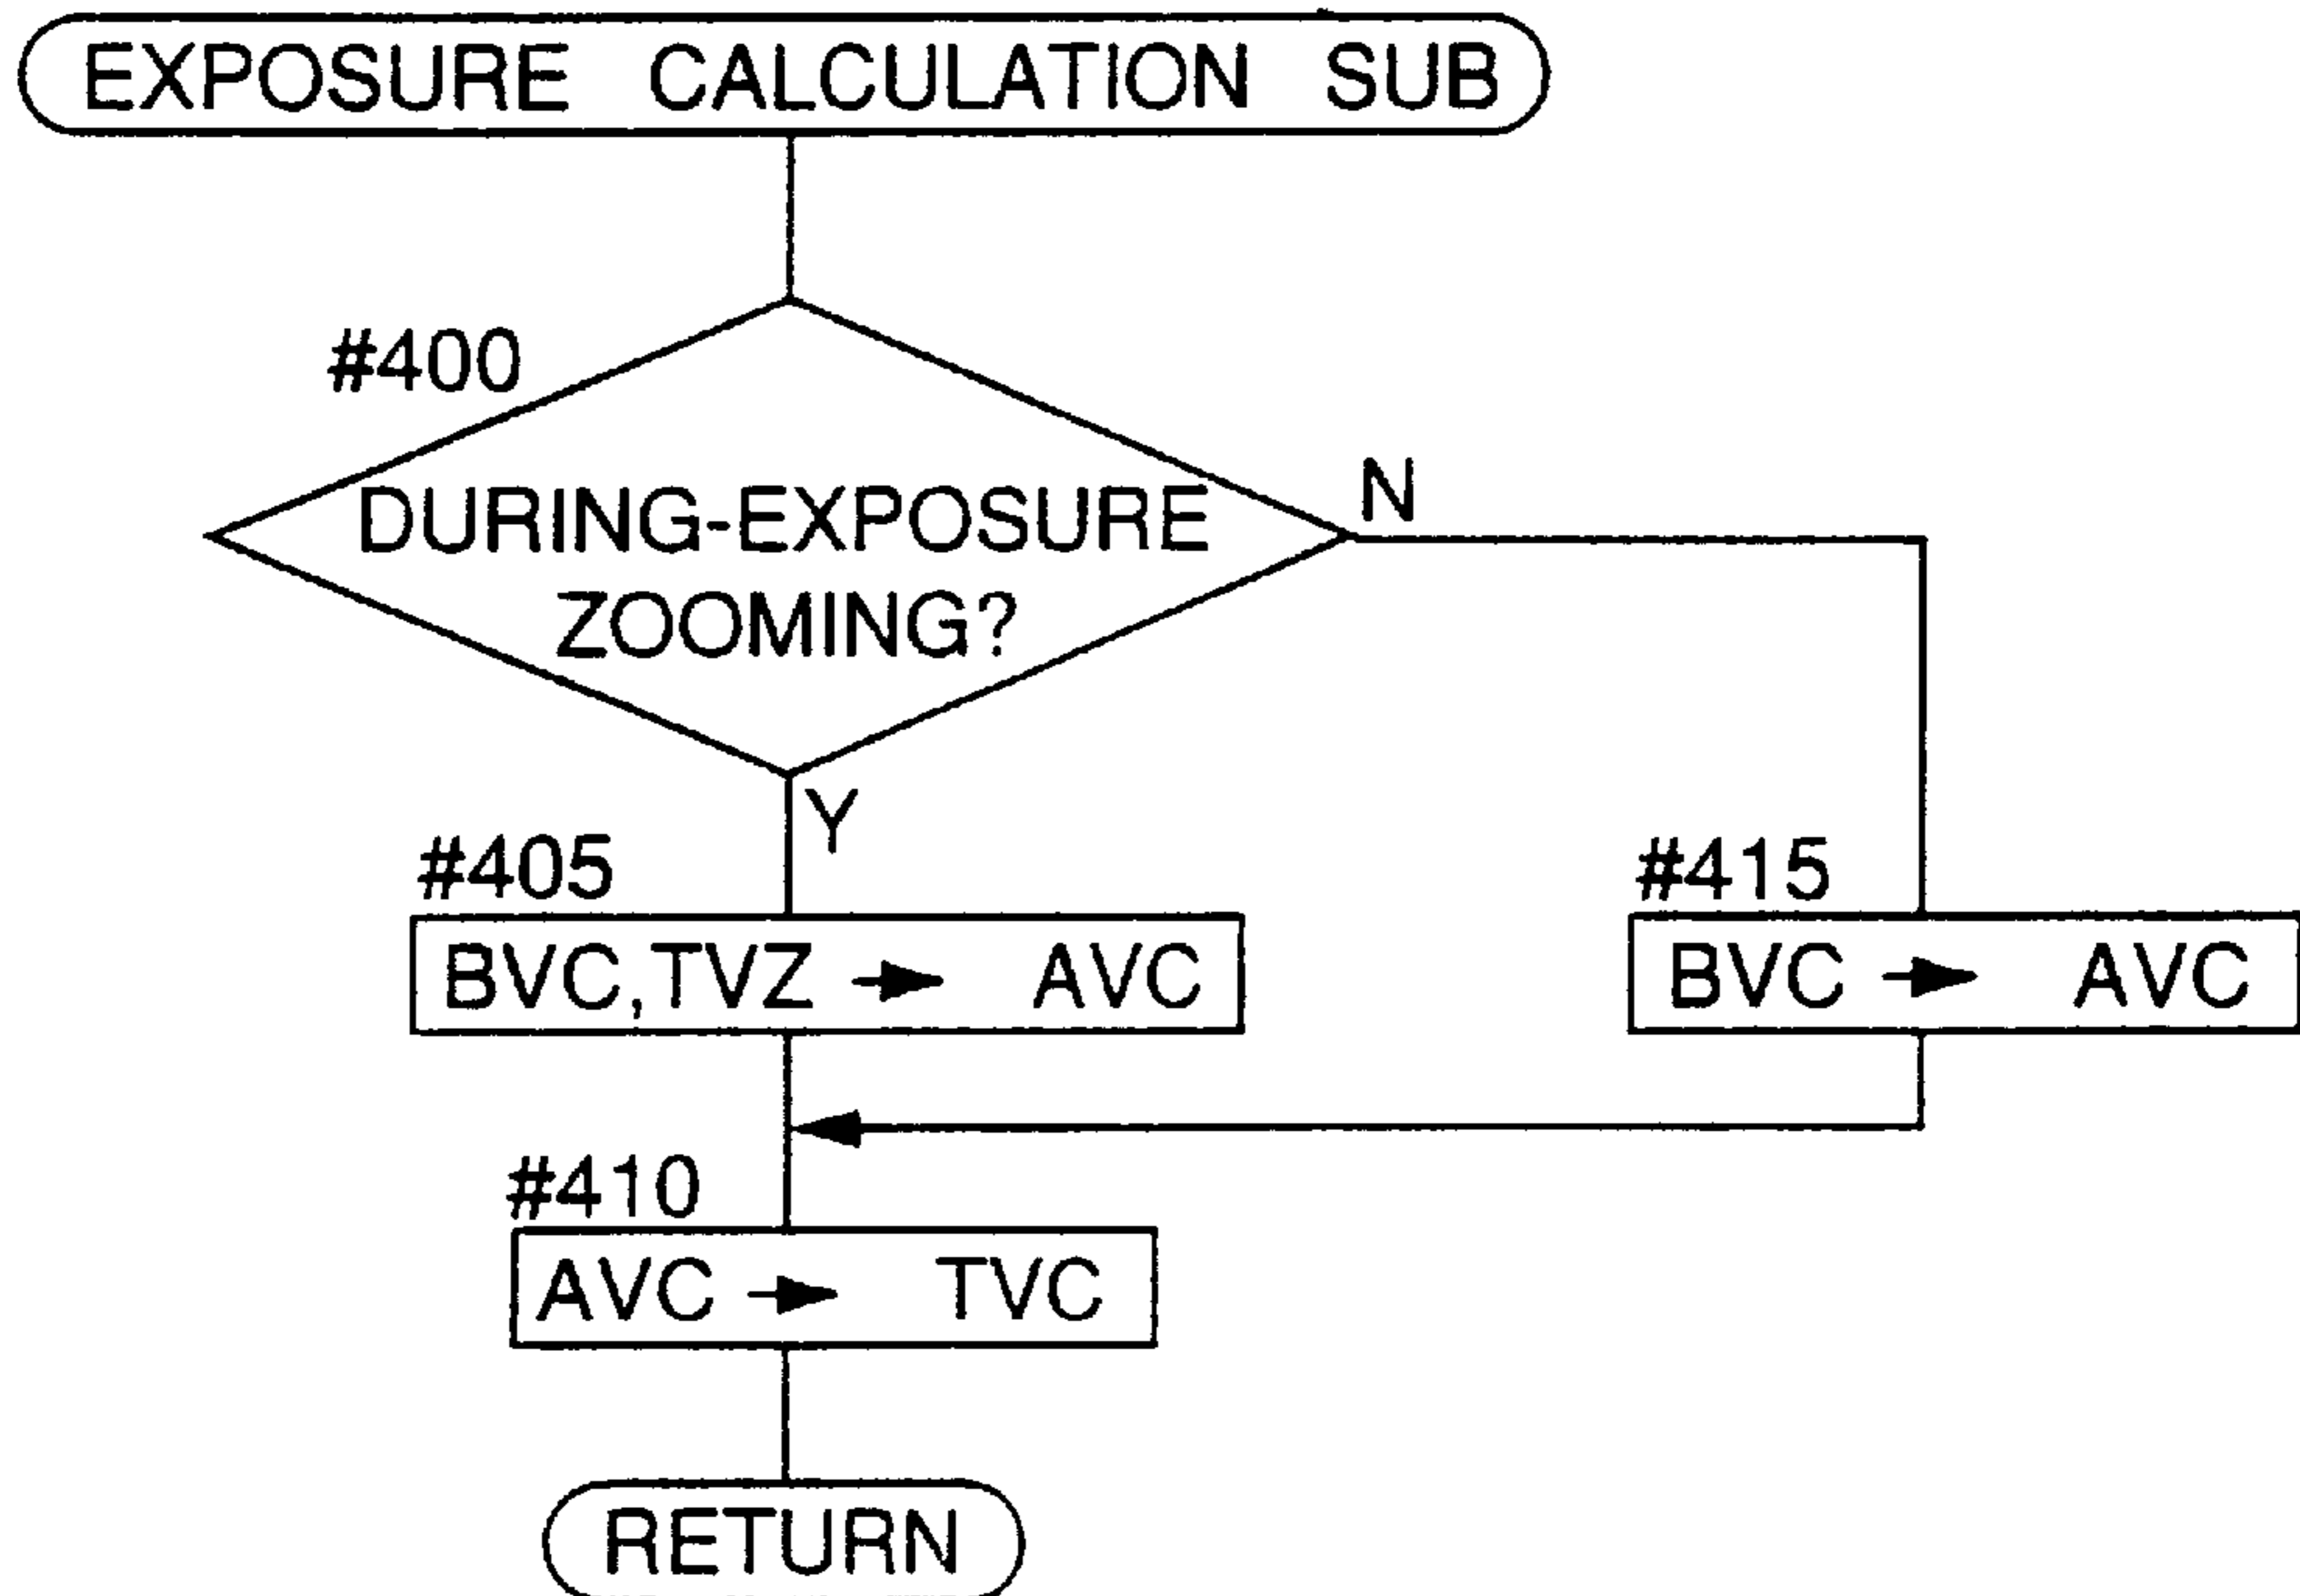 EXPOSURE CALCULATION SUB
#400
DURING-EXPOSURE
ZOOMING?
N
Y
#405
BVC,TVZ → AVC
#415
BVC → AVC
#410
AVC → TVC
RETURN